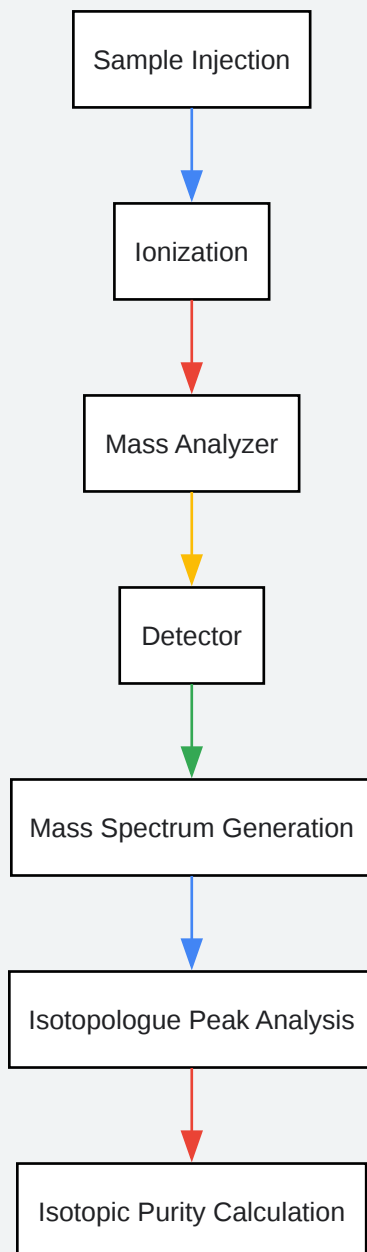 Sample Injection
Ionization
Mass Analyzer
Detector
Mass Spectrum Generation
Isotopologue Peak Analysis
Isotopic Purity Calculation